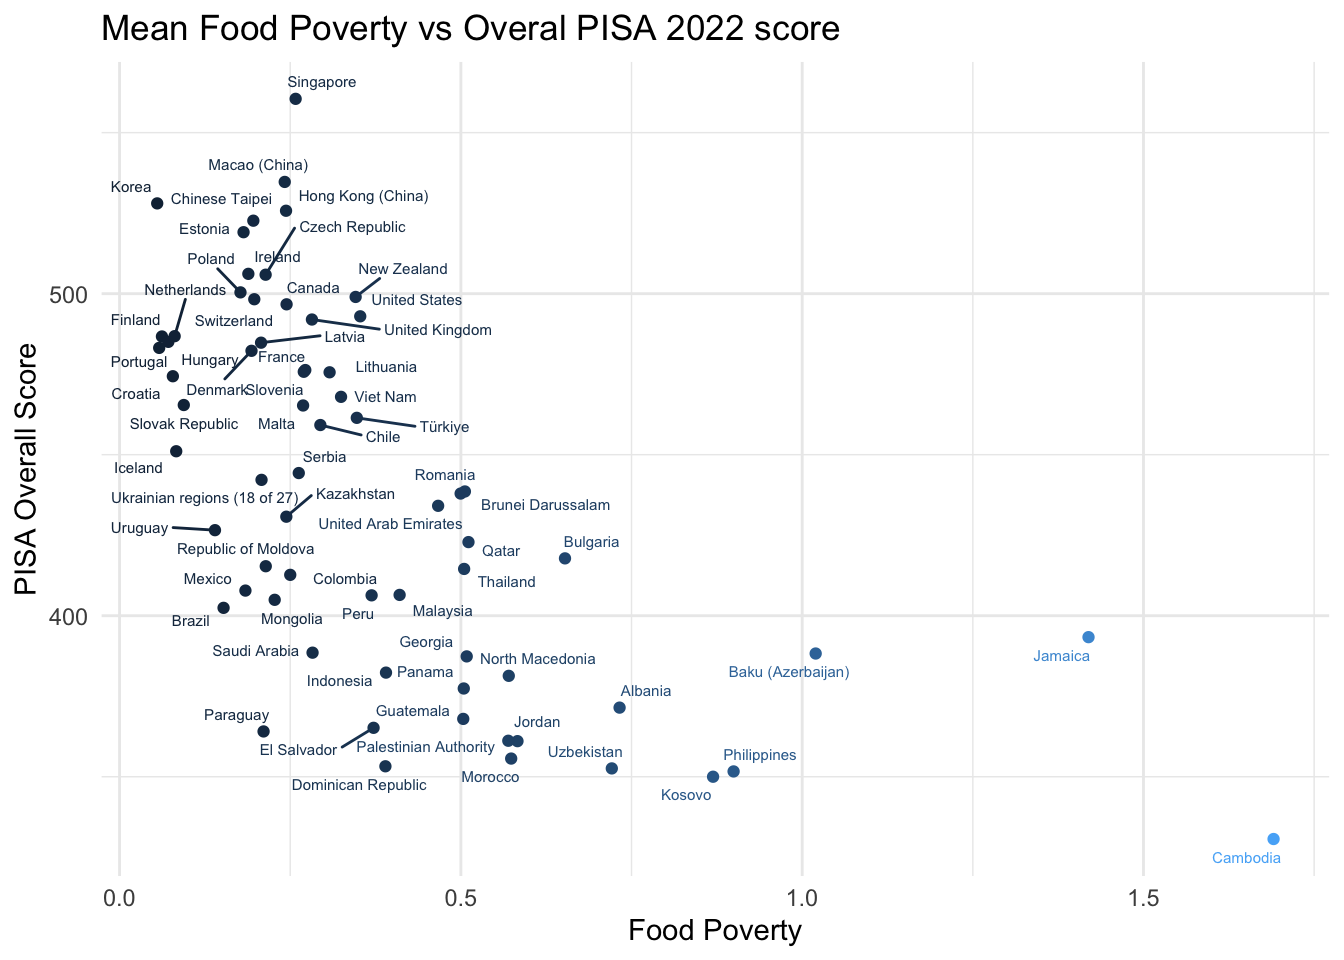 Mean Food Poverty vs Overal PISA 2022 score
Singapore
Macao (China)
Korea
Chinese Taipei
Hong Kong (China)
Estonia
Czech Republic
Poland
Ireland
New Zealand
Netherlands
Canada
500
United States
Finland
Switzerland
United Kingdom
Latvia
Portugal
Hungary
France
Lithuania
Croatia
Denmark
Slovenia
Viet Nam
Slovak Republic
Malta
Türkiye
Chile
Iceland
Serbia
Romania
Ukrainian regions (18 of 27)
Kazakhstan
Brunei Darussalam
Uruguay
United Arab Emirates
Republic of Moldova
Qatar
Bulgaria
Mexico
Colombia
Thailand
400
Brazil
Mongolia
Peru
Malaysia
Saudi Arabia
Georgia
North Macedonia
Jamaica
Indonesia
Panama
Baku (Azerbaijan)
Albania
Paraguay
Guatemala
Jordan
El Salvador
Palestinian Authority
Uzbekistan
Philippines
Dominican Republic
Morocco
Kosovo
Cambodia
PISA Overall Score
0.0
0.5
1.0
1.5
Food Poverty